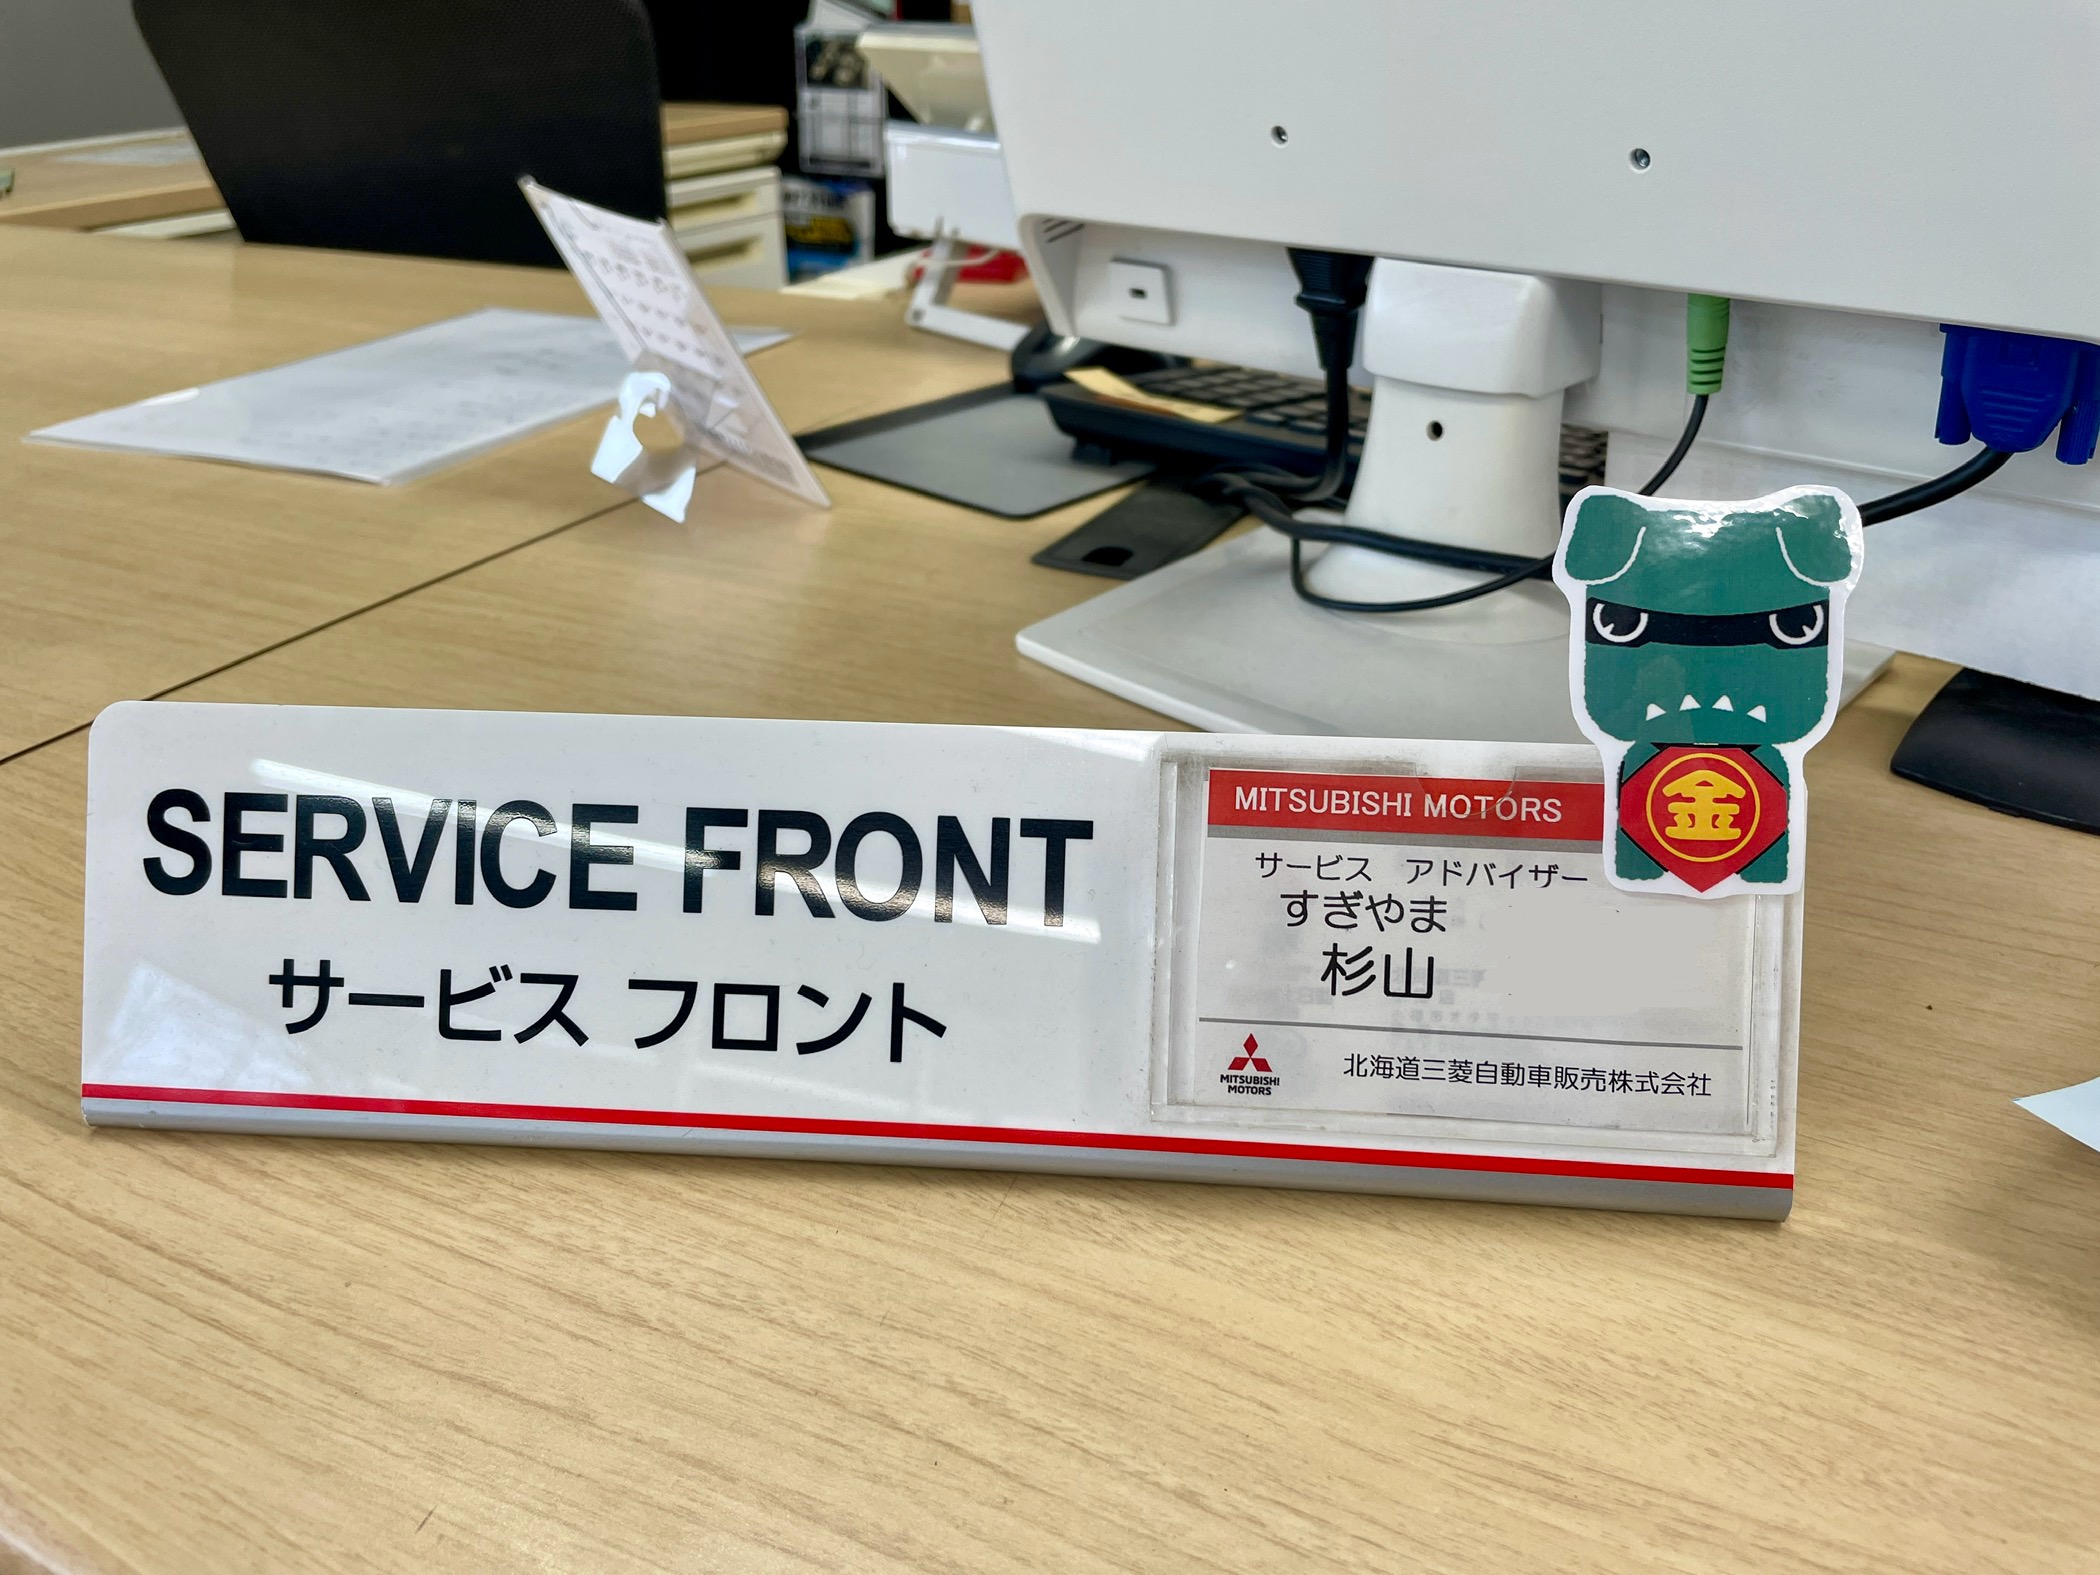 SERVICE FRONT
サービス フロント
MITSUBISHI MOTORS
サービス アドバイザー
すぎやま
杉山
MITSUBISHI
MOTORS
北海道三菱自動車販売株式会社
金